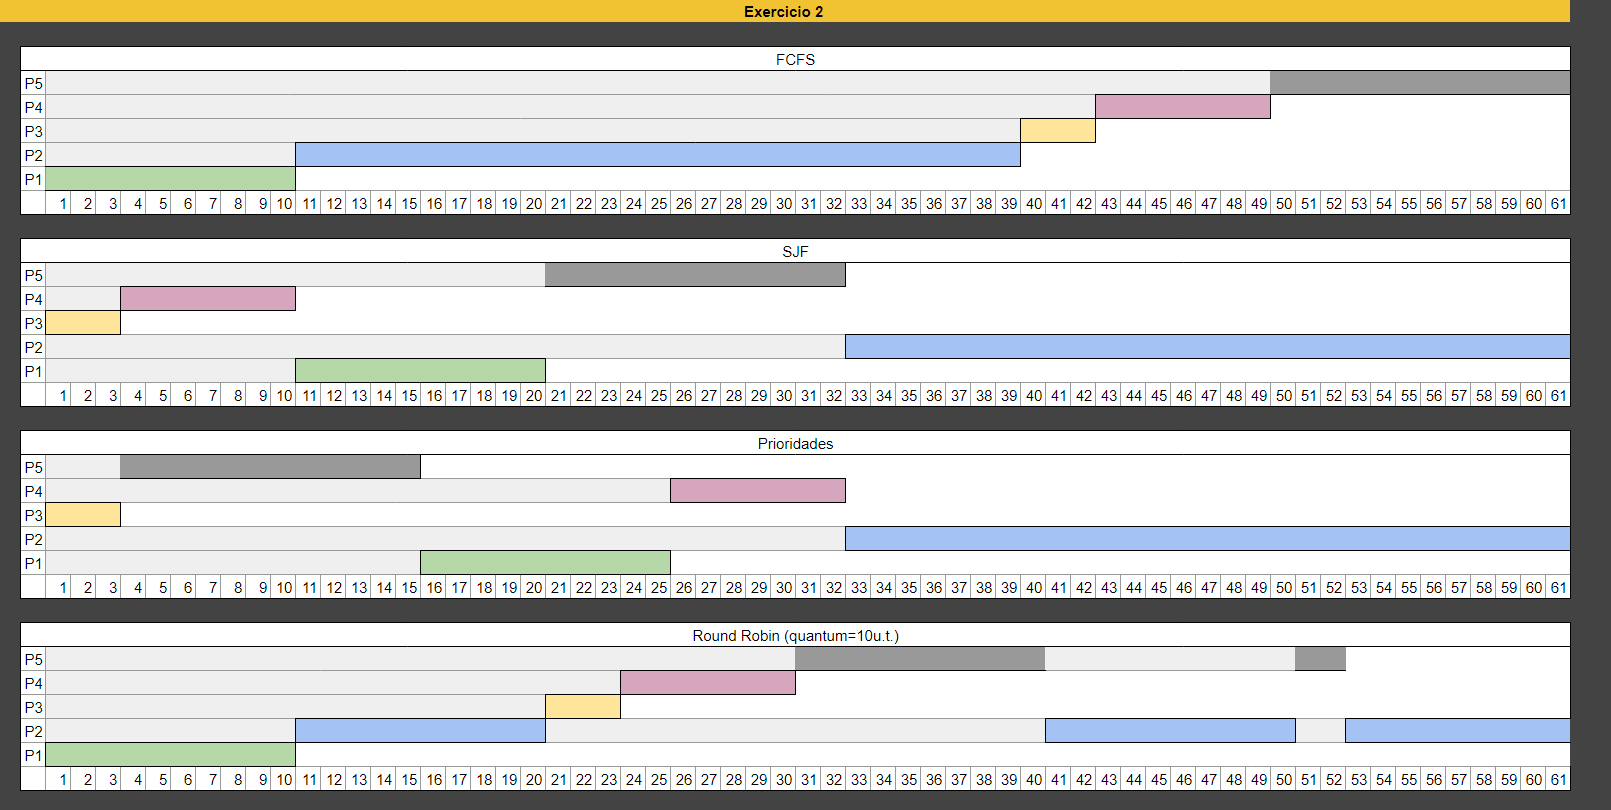 Exercicio 2
FCFS
P5
P4
P3
P2
P1
1 2 3 4 5 6 7 8 9 10 11 12 13 14 15 16 17 18 19 20 21 22 23 24 25 26 27 28 29 30 31 32 33 34 35 36 37 38 39 40 41 42 43 44 45 46 47 48 49 50 51 52 53 54 55 56 57 58 59 60 61
SJF
P5
P4
P3
P2
P1
1 2 3 4 5 6 7 8 9 10 11 12 13 14 15 16 17 18 19 20 21 22 23 24 25 26 27 28 29 30 31 32 33 34 35 36 37 38 39 40 41 42 43 44 45 46 47 48 49 50 51 52 53 54 55 56 57 58 59 60 61
Prioridades
P5
P4
P3
P2
P1
1 2 3 4 5 6 7 8 9 10 11 12 13 14 15 16 17 18 19 20 21 22 23 24 25 26 27 28 29 30 31 32 33 34 35 36 37 38 39 40 41 42 43 44 45 46 47 48 49 50 51 52 53 54 55 56 57 58 59 60 61
Round Robin (quantum=10u.t.)
P5
P4
P3
P2
P1
1 2 3 4 5 6 7 8 9 10 11 12 13 14 15 16 17 18 19 20 21 22 23 24 25 26 27 28 29 30 31 32 33 34 35 36 37 38 39 40 41 42 43 44 45 46 47 48 49 50 51 52 53 54 55 56 57 58 59 60 61